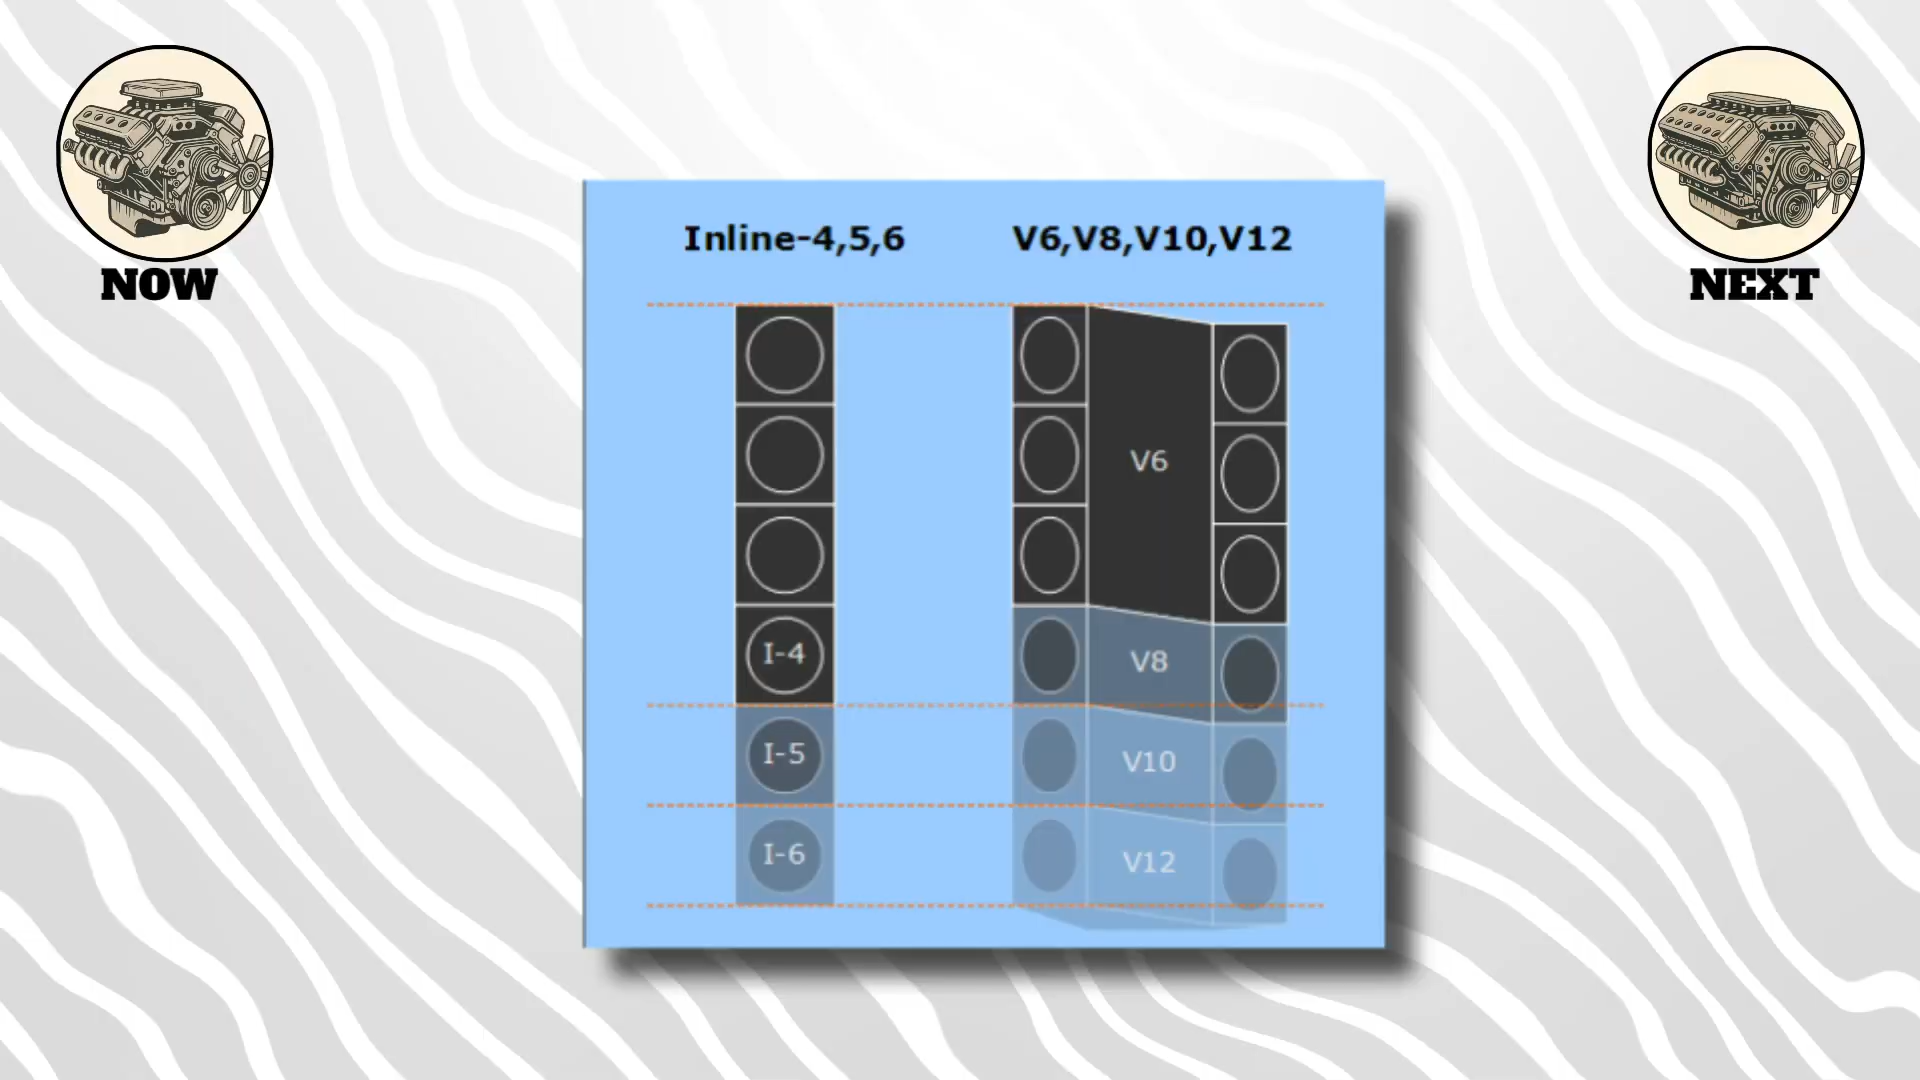 NOW
NEXT
Inline-4,5,6
V6,V8,V10,V12
V6
I-4
V8
I-5
V10
I-6
V12